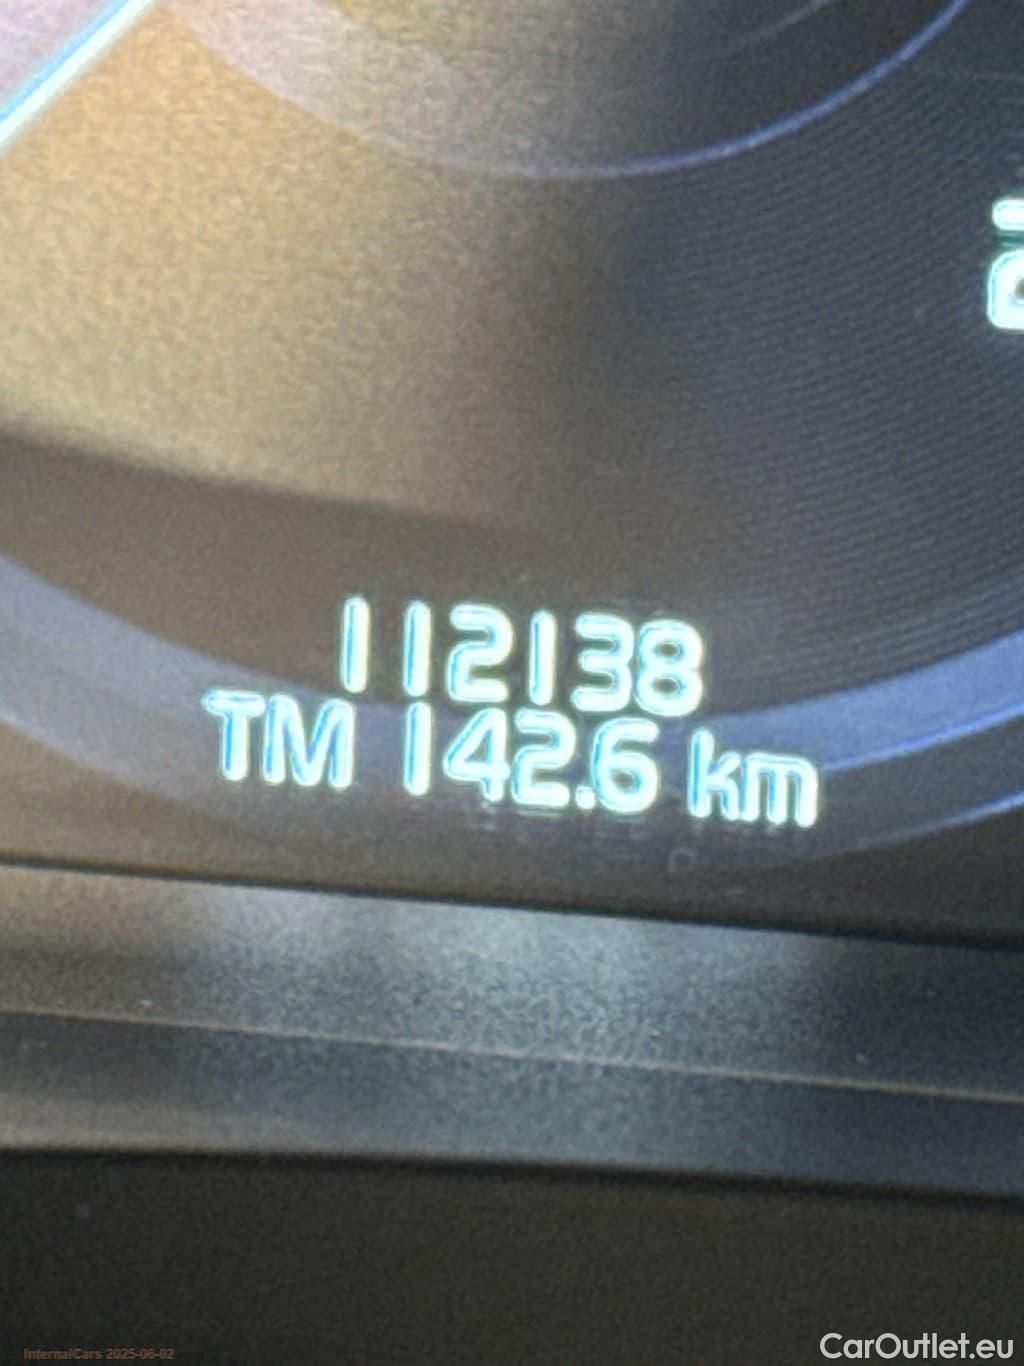 112138
TM 142.6 km
InternalCars 2025-06-02
CarOutlet.eu